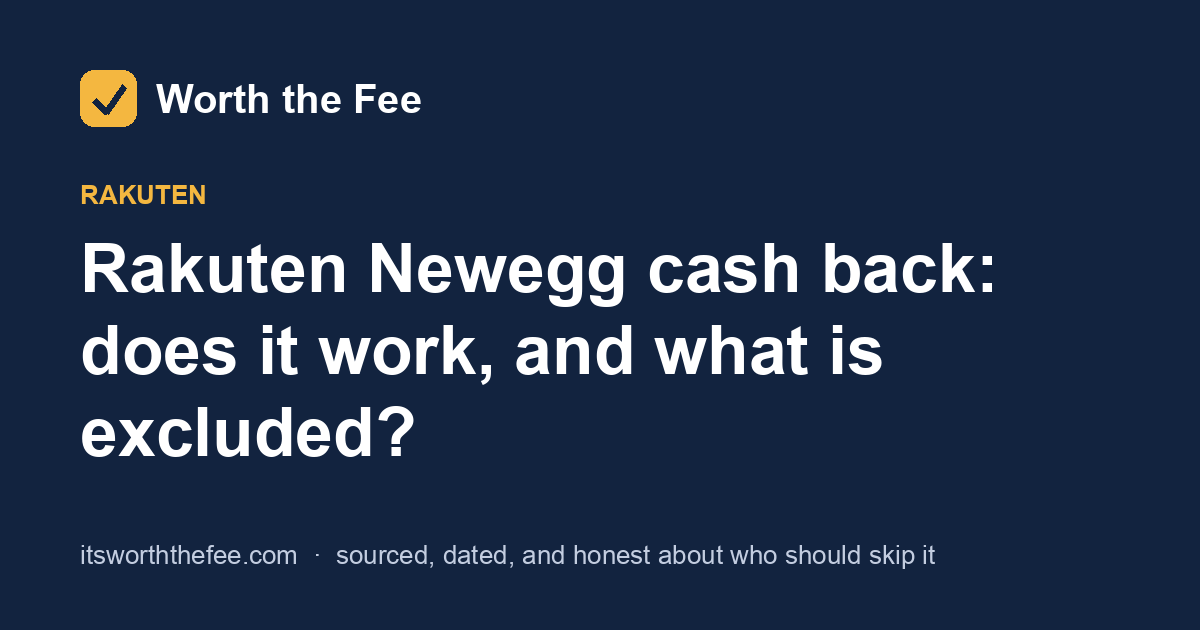 Worth the Fee
RAKUTEN
Rakuten Newegg cash back:
does it work, and what is
excluded?
itsworththefee.com · sourced, dated, and honest about who should skip it